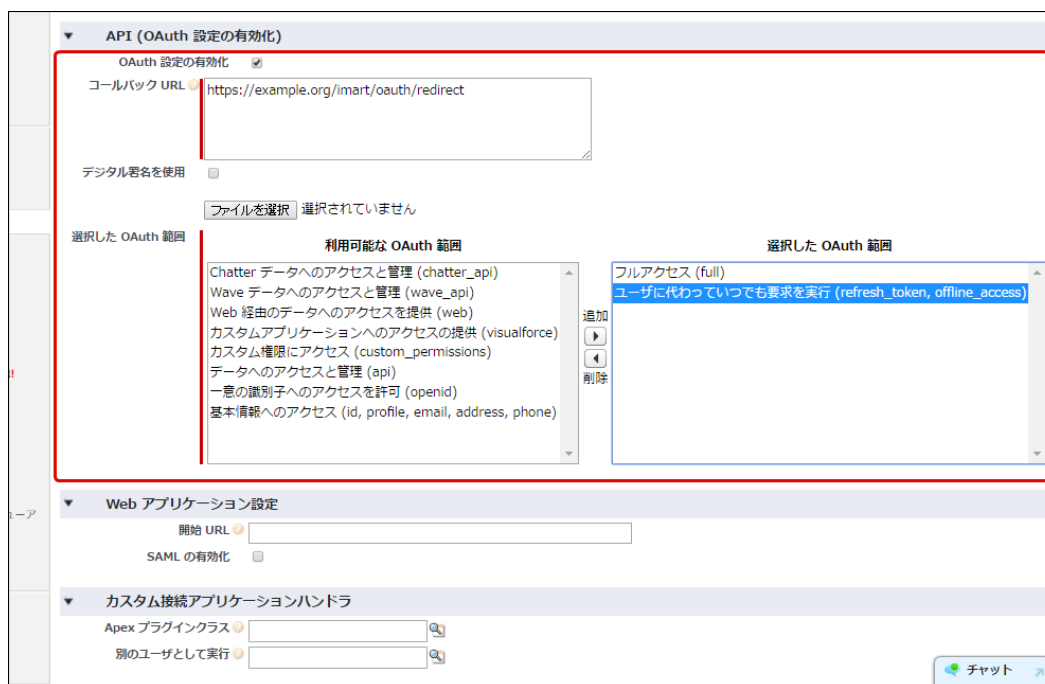 API (OAuth 設定の有効化)
OAuth 設定の有効化
コールバック URL
https://example.org/imart/oauth/redirect
デジタル署名を使用
ファイルを選択 選択されていません
選択した OAuth 範囲
利用可能な OAuth 範囲
Chatter データへのアクセスと管理 (chatter_api)
Wave データへのアクセスと管理 (wave_api)
Web 経由のデータへのアクセスを提供 (web)
カスタムアプリケーションへのアクセスの提供 (visualforce)
カスタム権限にアクセス (custom_permissions)
データへのアクセスと管理 (api)
一意の識別子へのアクセスを許可 (openid)
基本情報へのアクセス (id, profile, email, address, phone)
追加
削除
選択した OAuth 範囲
フルアクセス (full)
ユーザに代わっていつでも要求を実行 (refresh_token, offline_access)
ューア
Web アプリケーション設定
開始 URL
SAML の有効化
カスタム接続アプリケーションハンドラ
Apex プラグインクラス
別のユーザとして実行
チャット